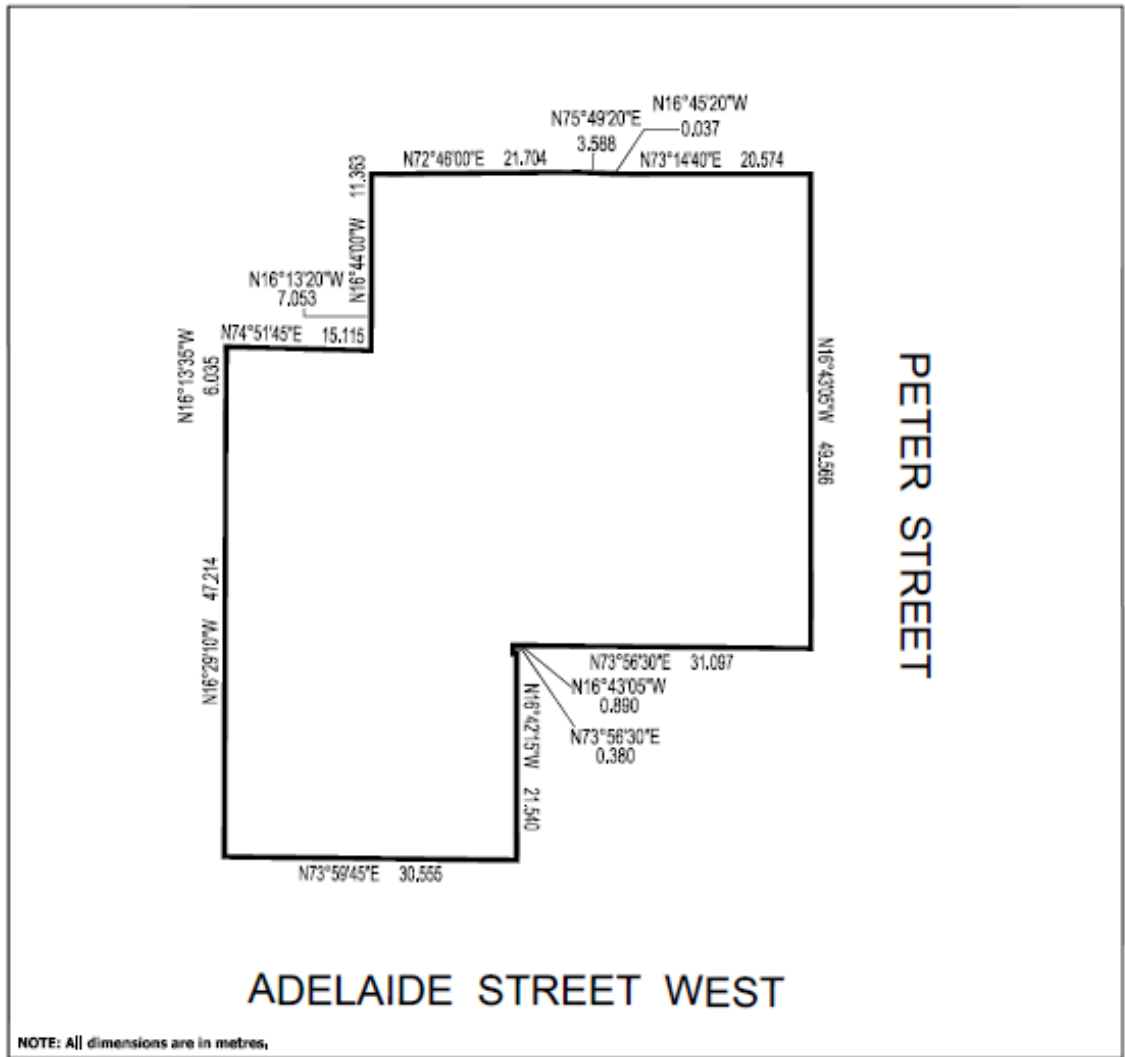 N16°45'20"W
0.037
N75°49'20"E
3.588
N72°46'00"E 21.704
N73°14'40"E 20.574
N16°44'00"W 11.363
N16°13'20"W
7.053
N74°51'45"E 15.115
N16°13'35"W
6.035
N16°43'05"W 49.566
PETER STREET
N16°29'10"W 47.214
N73°56'30"E 31.097
N16°43'05"W
0.890
N73°56'30"E
0.380
N16°42'15"W 21.540
N73°59'45"E 30.555
ADELAIDE STREET WEST
NOTE: All dimensions are in metres.